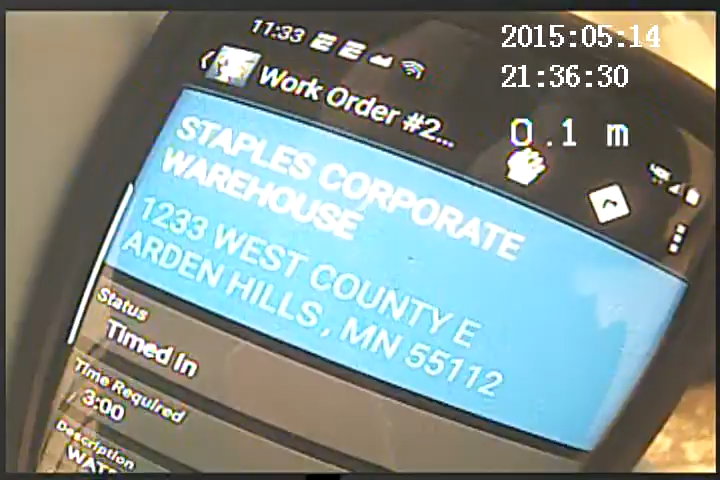 2015:05:14
21:36:30
0.1 m
11:33
Work Order #2...
STAPLES CORPORATE
WAREHOUSE
1233 WEST COUNTY E
ARDEN HILLS, MN 55112
Status
Timed In
Time Required
3:00
Description